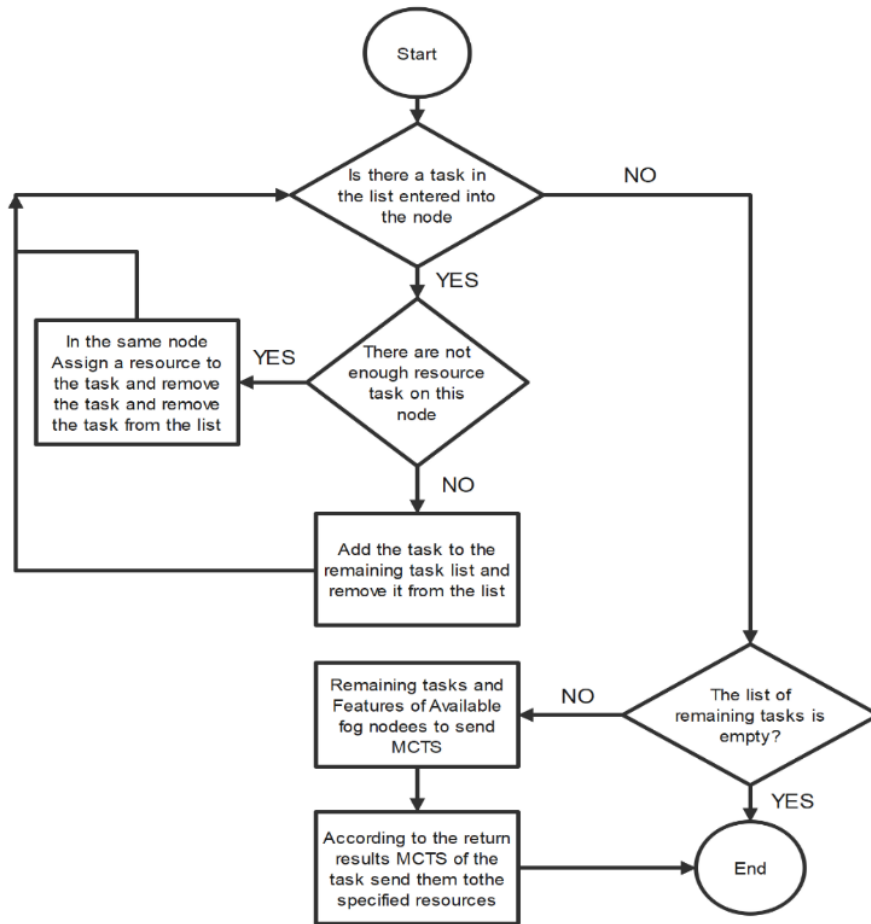 Start
Is there a task in
the list entered into
the node
NO
YES
There are not
enough resource
task on this
node
YES
In the same node
Assign a resource to
the task and remove
the task and remove
the task from the list
NO
Add the task to the
remaining task list and
remove it from the list
The list of
remaining tasks is
empty?
NO
Remaining tasks and
Features of Available
fog nodees to send
MCTS
YES
According to the return
results MCTS of the
task send them tothe
specified resources
End